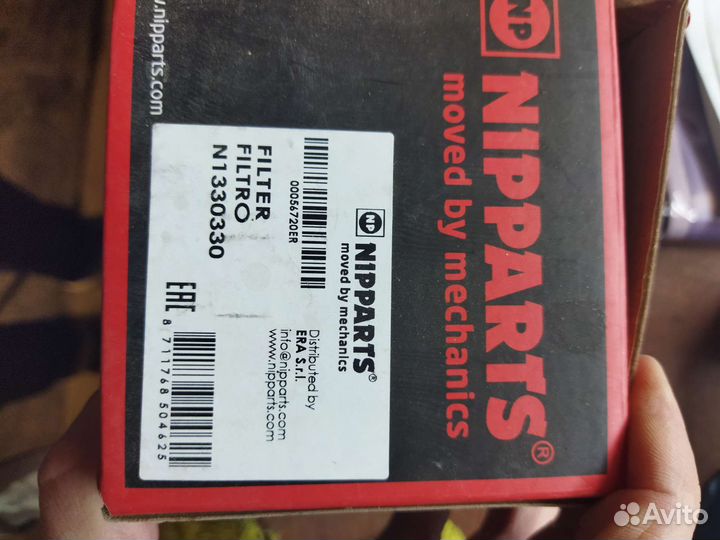 NP
NIPPARTS®
moved by mechanics
www.nipparts.com
NP NIPPARTS®
moved by mechanics
Distributed by
ERA S.r.l.
info@nipparts.com
www.nipparts.com
00056720ER
FILTER
FILTRO
N1330330
EAC
8 711768 504625
Avito